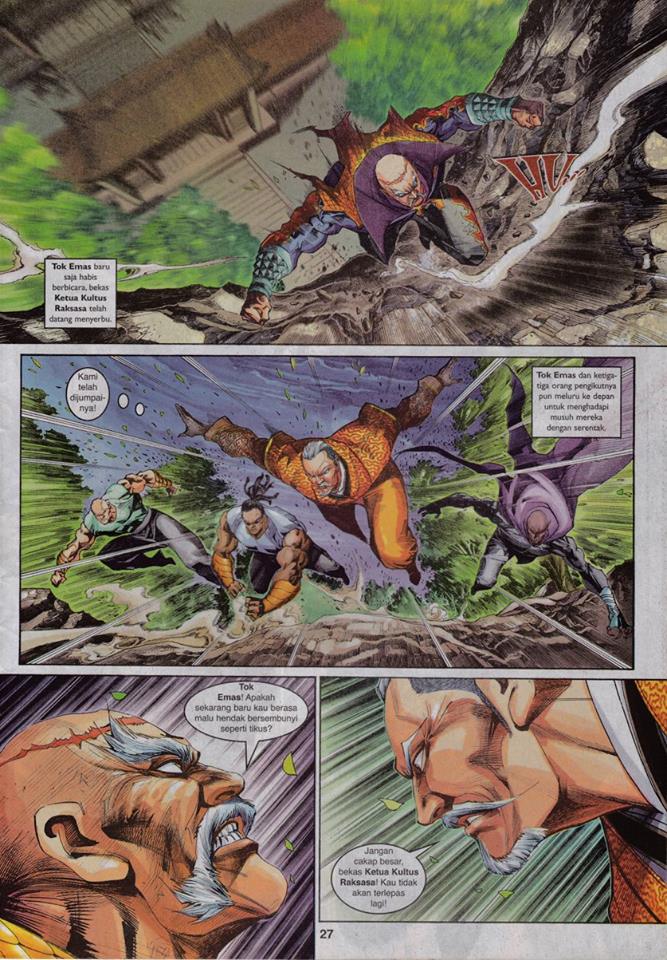 HU...
Tok Emas baru
saja habis
berbicara, bekas
Ketua Kultus
Raksasa telah
datang menyerbu.
Kami
telah
dijumpai-
nya!
Tok Emas dan ketiga-
tiga orang pengikutnya
pun meluru ke depan
untuk menghadapi
musuh mereka
dengan serentak.
Tok
Emas! Apakah
sekarang baru kau berasa
malu hendak bersembunyi
seperti tikus?
Jangan
cakap besar,
bekas Ketua Kultus
Raksasa! Kau tidak
akan terlepas
lagi!
27